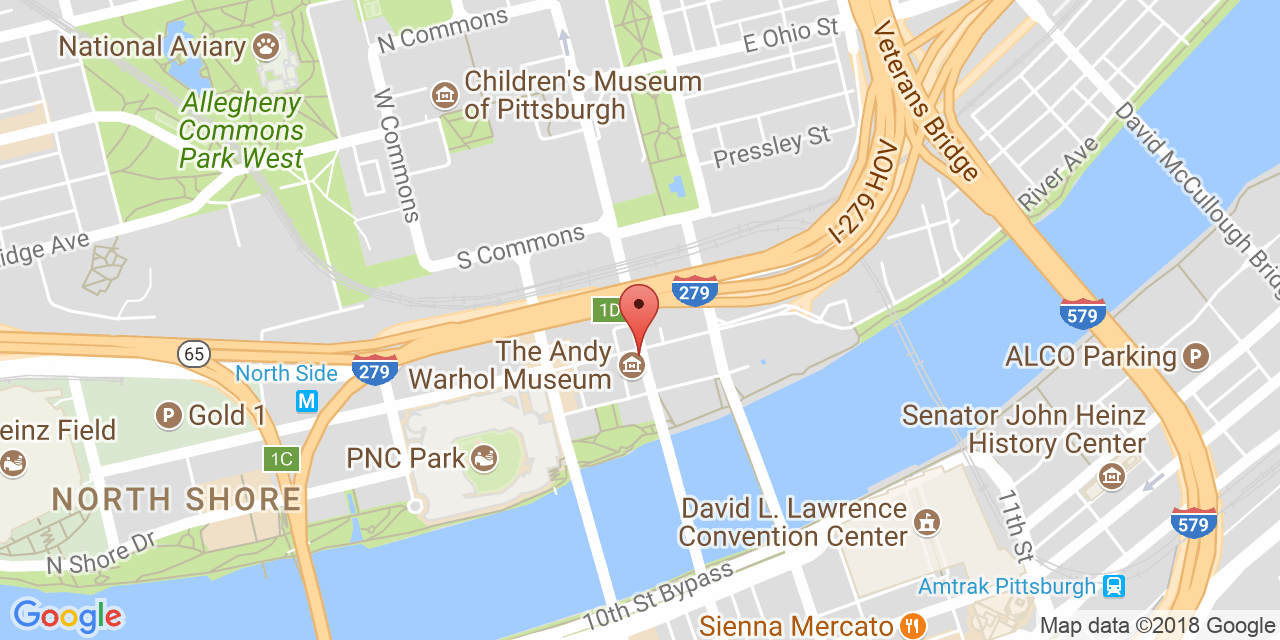 N Commons
E Ohio St
Veterans Bridge
National Aviary
Children's Museum
of Pittsburgh
Allegheny
Commons
Park West
W Commons
Pressley St
David McCullough Bridg
River Ave
I-279 HOV
idge Ave
S Commons
279
1D
579
65
The Andy
Warhol Museum
ALCO Parking
P
North Side
279
M
P
Gold 1
Senator John Heinz
History Center
einz Field
1C
PNC Park
NORTH SHORE
11th St
David L. Lawrence
Convention Center
579
N Shore Dr
10th St Bypass
Amtrak Pittsburgh
Google
Sienna Mercato
Map data ©2018 Google